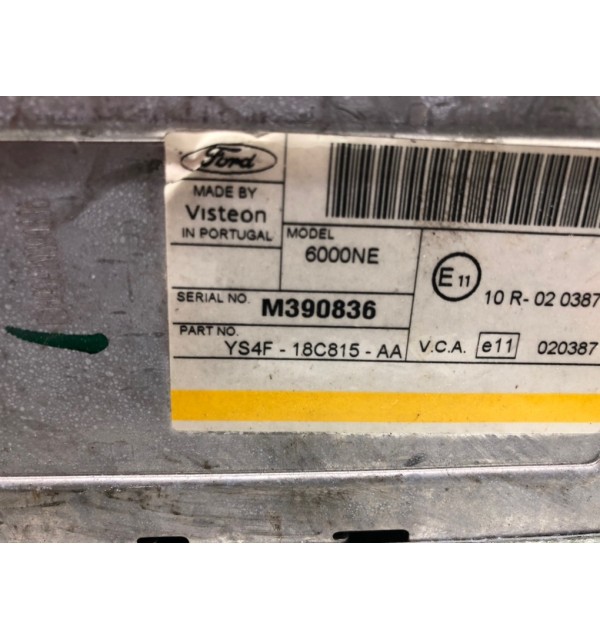 Ford
MADE BY
Visteon
IN PORTUGAL
MODEL
6000NE
E 11
10 R- 02 0387
SERIAL NO.
M390836
PART NO.
YS4F - 18C815 - AA
V.C.A.
e11
020387